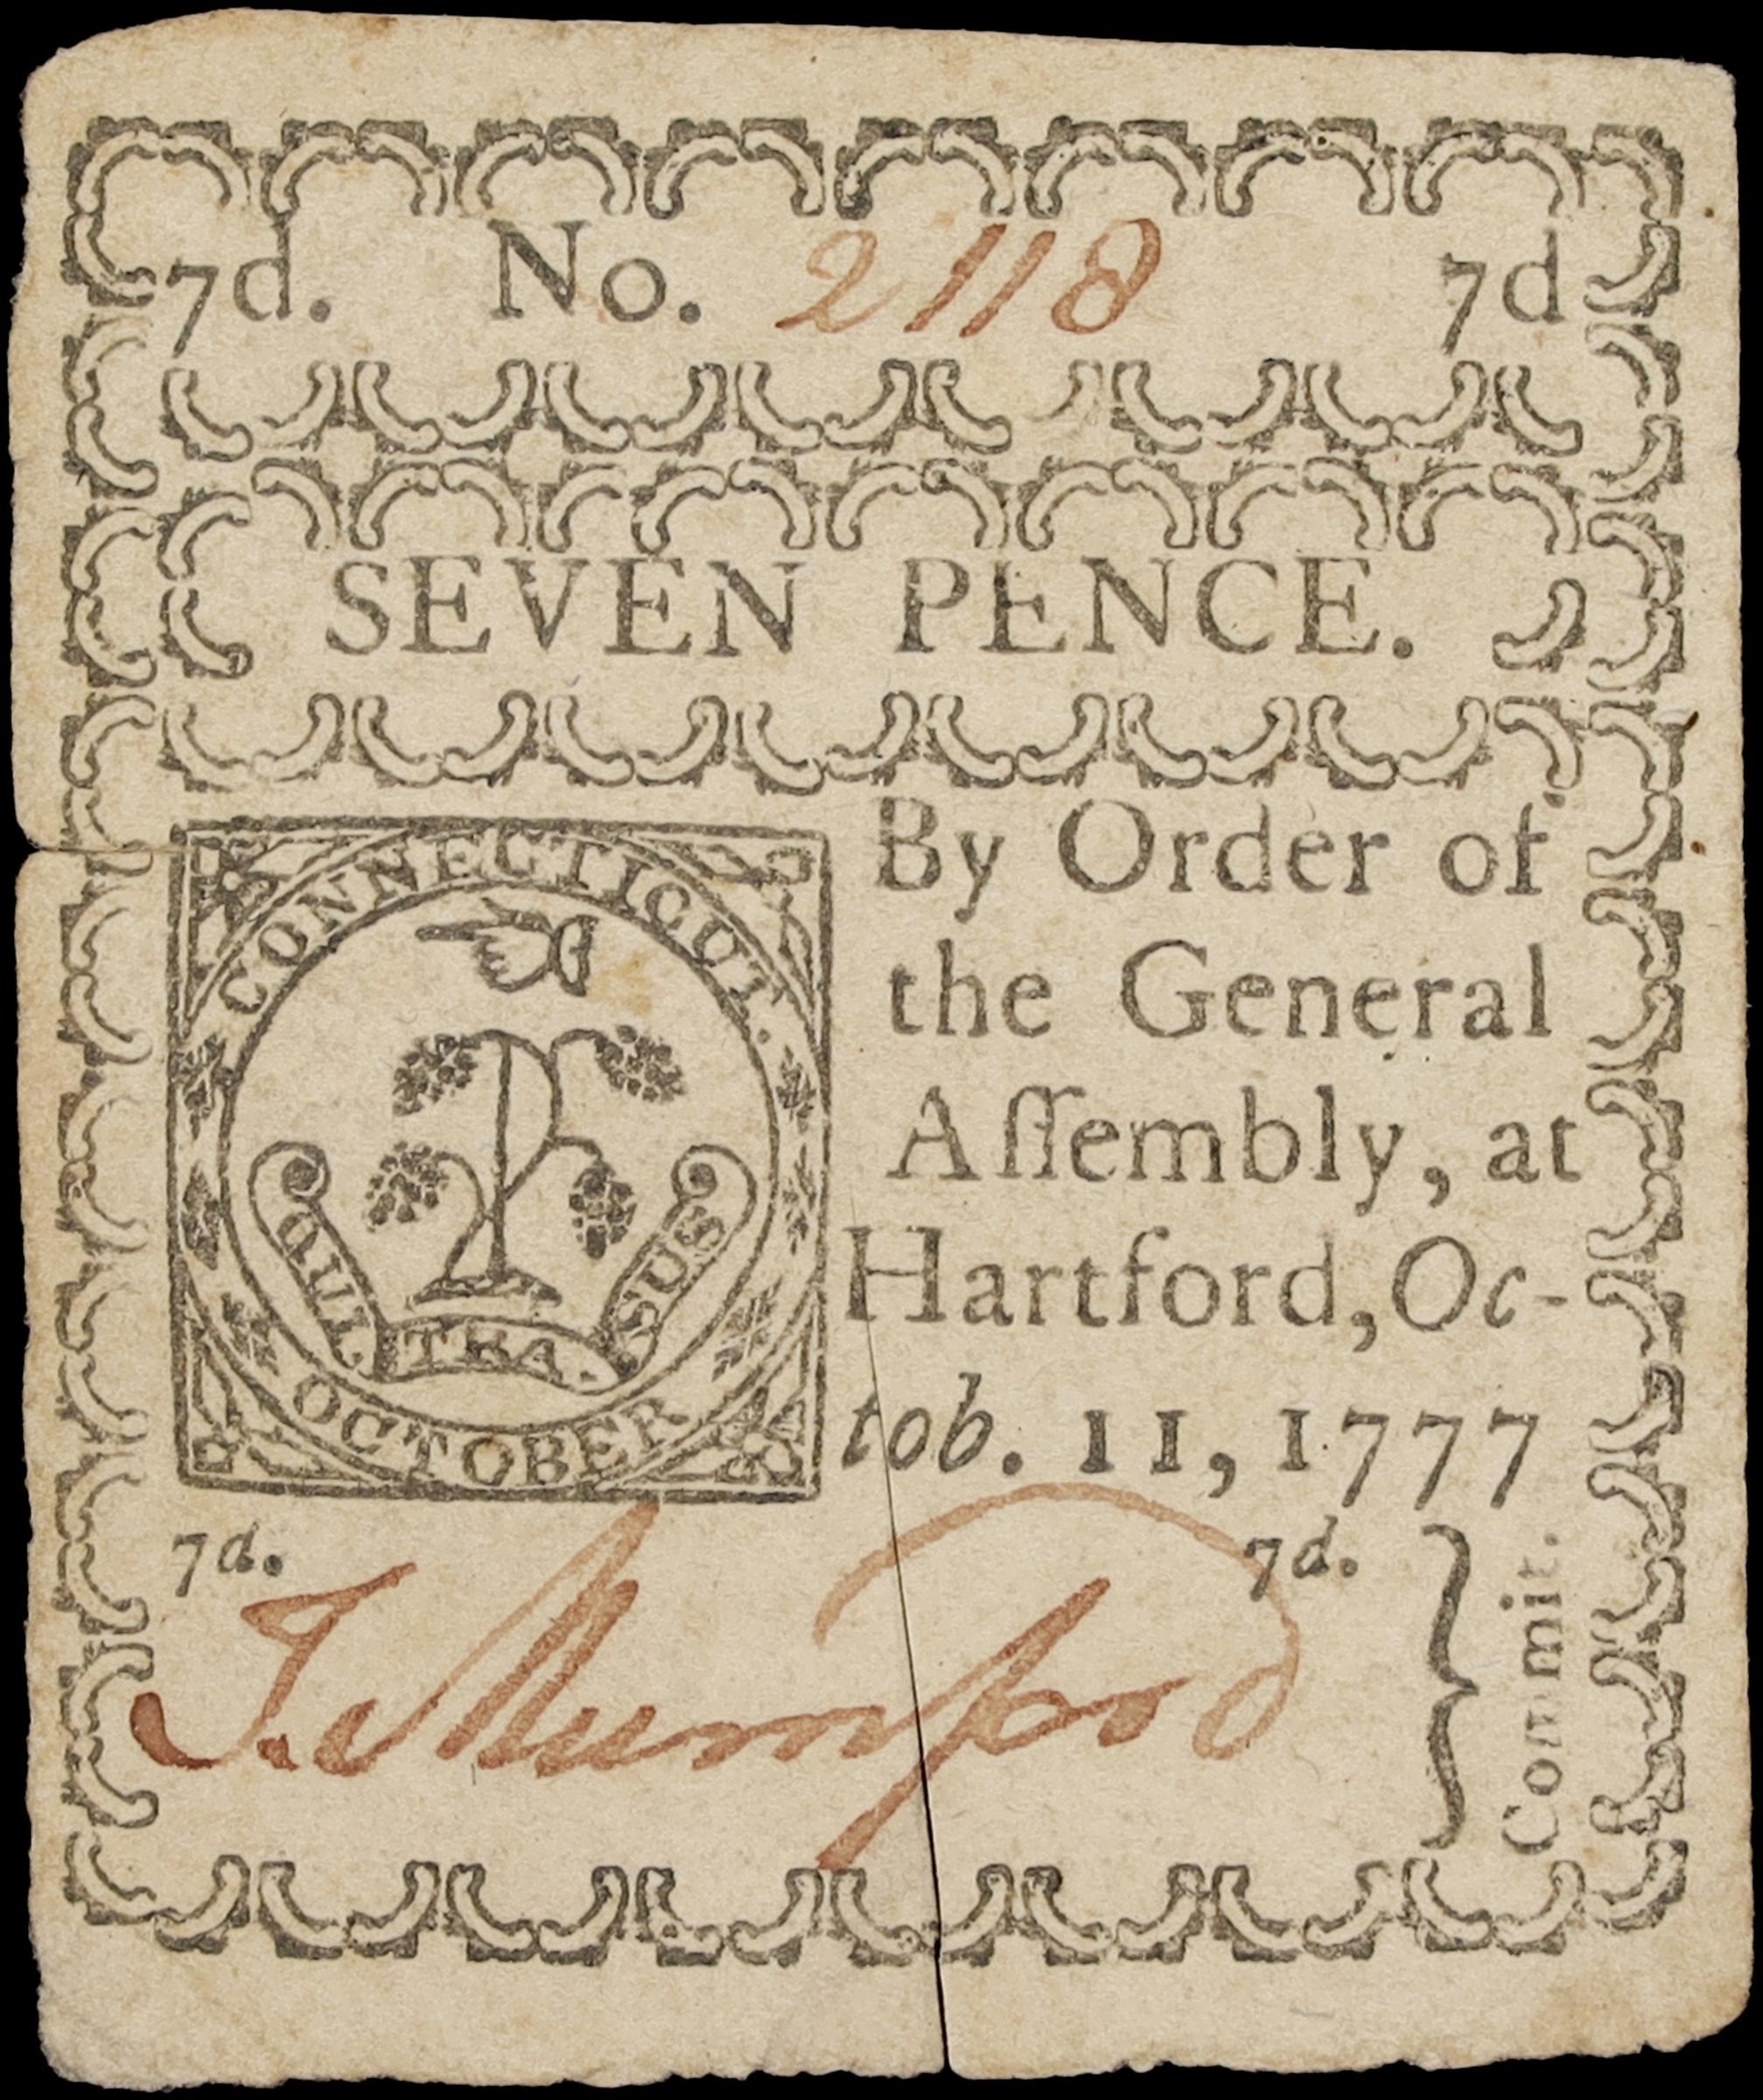 7d. No. 2118 7d
SEVEN PENCE.
CONNECTICUT.
QUI. TRA. SUS
OCTOBER
By Order of
the General
Aſſembly, at
Hartford, Oc-
tob. 11, 1777
7d. 7d.
T. Mumford
Commit.